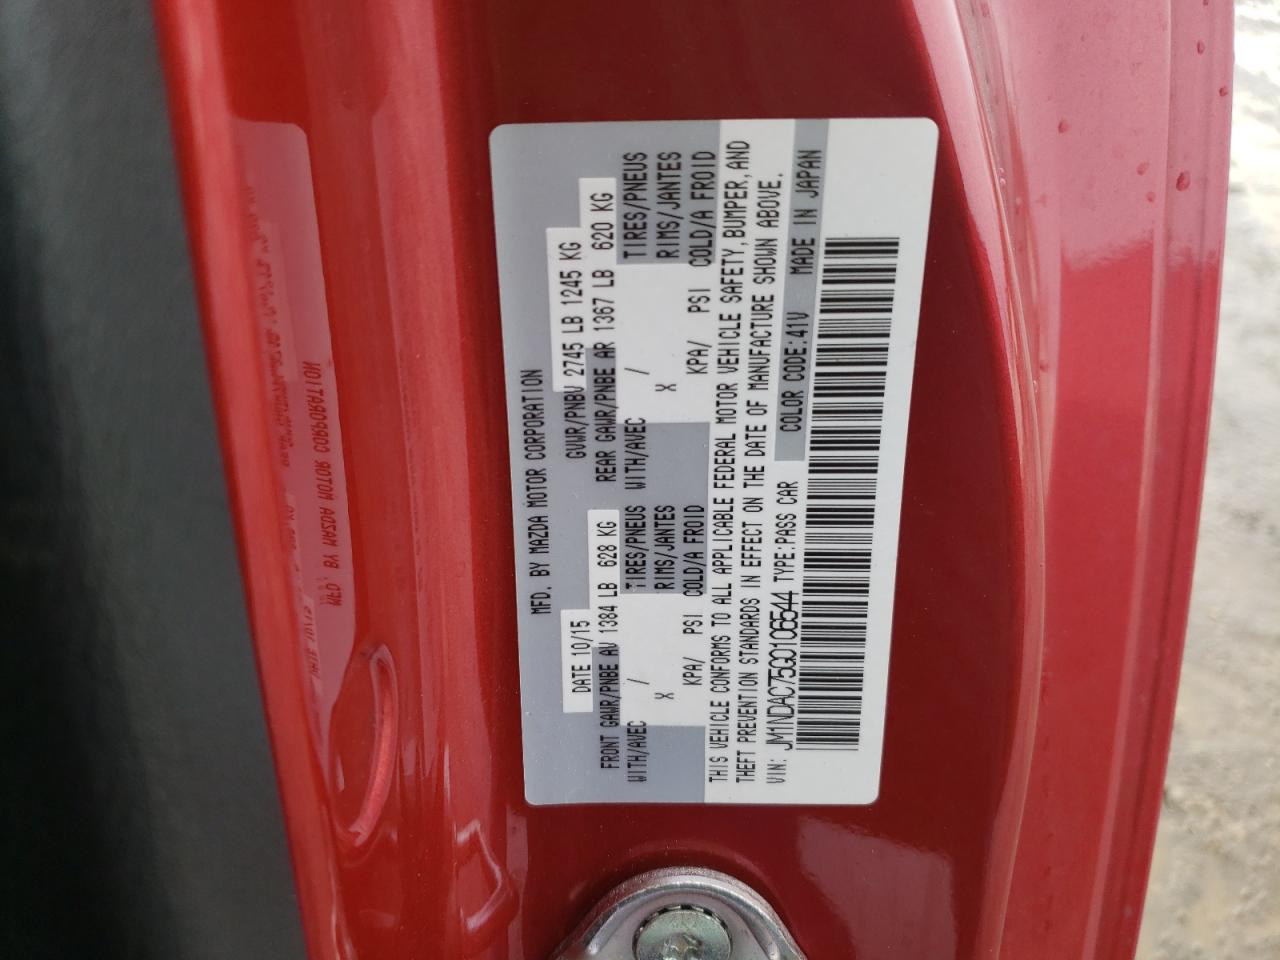 MFD. BY MAZDA MOTOR CORPORATION
DATE 10/15 GVWR/PNBV 2745 LB 1245 KG
FRONT GAWR/PNBE AV 1384 LB 628 KG REAR GAWR/PNBE AR 1367 LB 620 KG
WITH/AVEC / TIRES/PNEUS WITH/AVEC / TIRES/PNEUS
X RIMS/JANTES X RIMS/JANTES
KPA/ PSI COLD/A FROID KPA/ PSI COLD/A FROID
THIS VEHICLE CONFORMS TO ALL APPLICABLE FEDERAL MOTOR VEHICLE SAFETY, BUMPER, AND
THEFT PREVENTION STANDARDS IN EFFECT ON THE DATE OF MANUFACTURE SHOWN ABOVE.
VIN: JM1NDAC75G0106544 TYPE:PASS CAR COLOR CODE:41V MADE IN JAPAN